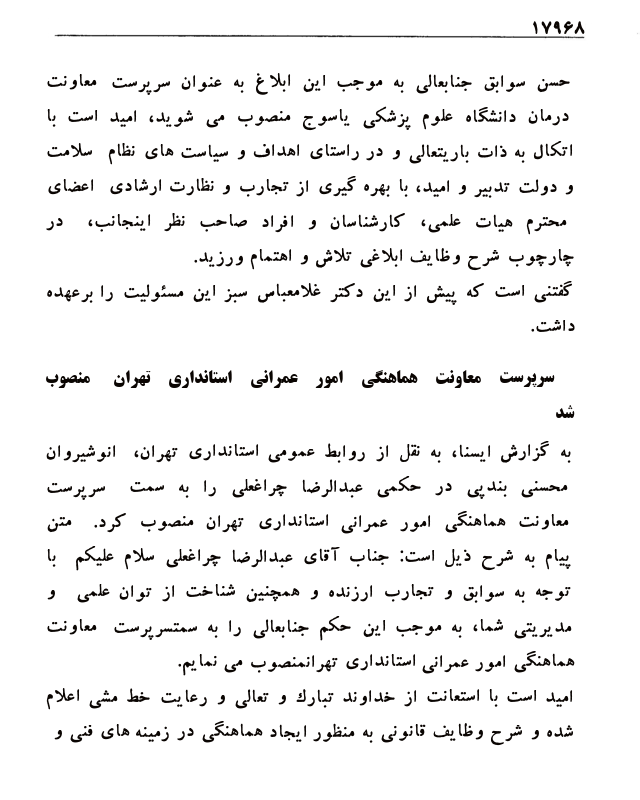 ۱۷۹۶۸
حسن سوابق جنابعالی به موجب این ابلاغ به عنوان سرپرست معاونت
درمان دانشگاه علوم پزشکی یاسوج منصوب می شوید، امید است با
اتکال به ذات باریتعالی و در راستای اهداف و سیاست های نظام سلامت
و دولت تدبیر و امید، با بهره گیری از تجارب و نظارت ارشادی اعضای
محترم هیات علمی، کارشناسان و افراد صاحب نظر اینجانب، در
چارچوب شرح وظایف ابلاغی تلاش و اهتمام ورزید.
گفتنی است که پیش از این دکتر غلامعباس سبز این مسئولیت را برعهده
داشت.
سرپرست معاونت هماهنگی امور عمرانی استانداری تهران منصوب
شد
به گزارش ایسنا، به نقل از روابط عمومی استانداری تهران، انوشیروان
محسنی بندپی در حکمی عبدالرضا چراغعلی را به سمت سرپرست
معاونت هماهنگی امور عمرانی استانداری تهران منصوب کرد. متن
پیام به شرح ذیل است: جناب آقای عبدالرضا چراغعلی سلام علیکم با
توجه به سوابق و تجارب ارزنده و همچنین شناخت از توان علمی و
مدیریتی شما، به موجب این حکم جنابعالی را به سمتسرپرست معاونت
هماهنگی امور عمرانی استانداری تهرانمنصوب می نمایم.
امید است با استعانت از خداوند تبارك و تعالی و رعایت خط مشی اعلام
شده و شرح وظایف قانونی به منظور ایجاد هماهنگی در زمینه های فنی و